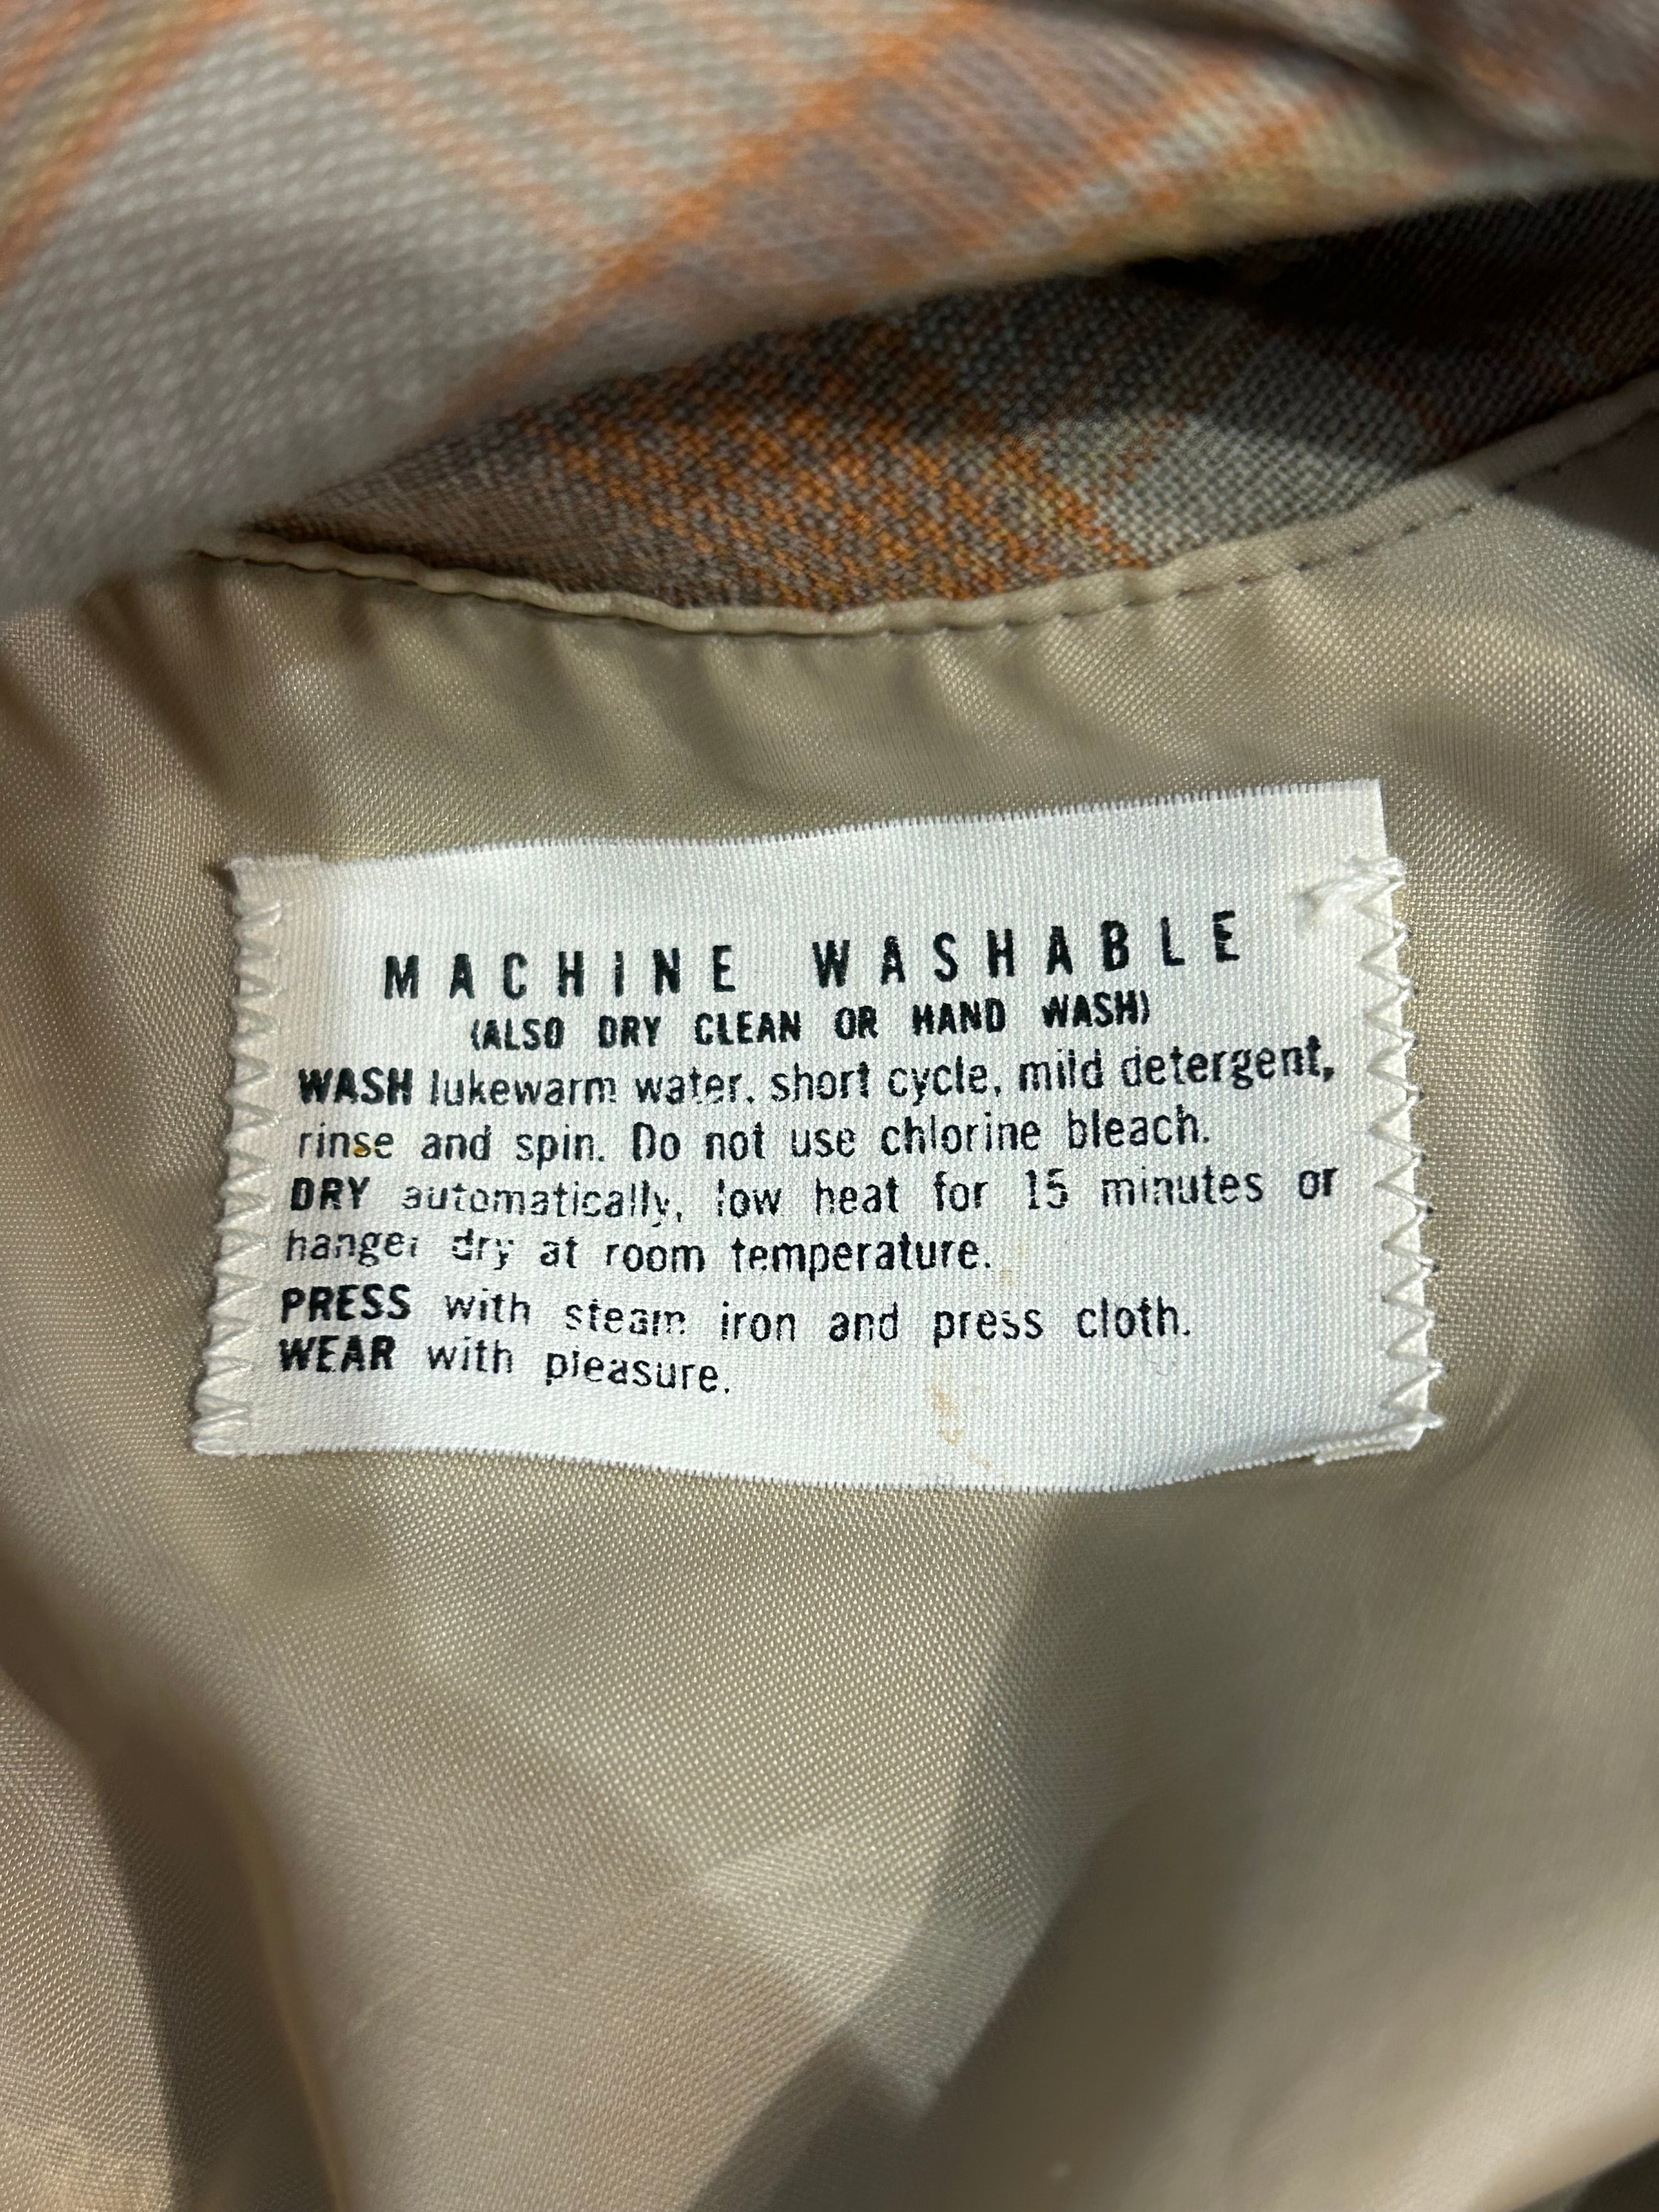 MACHINE WASHABLE
(ALSO DRY CLEAN OR HAND WASH)
WASH lukewarm water, short cycle, mild detergent,
rinse and spin. Do not use chlorine bleach.
DRY automatically, low heat for 15 minutes or
hanger dry at room temperature.
PRESS with steam iron and press cloth.
WEAR with pleasure.